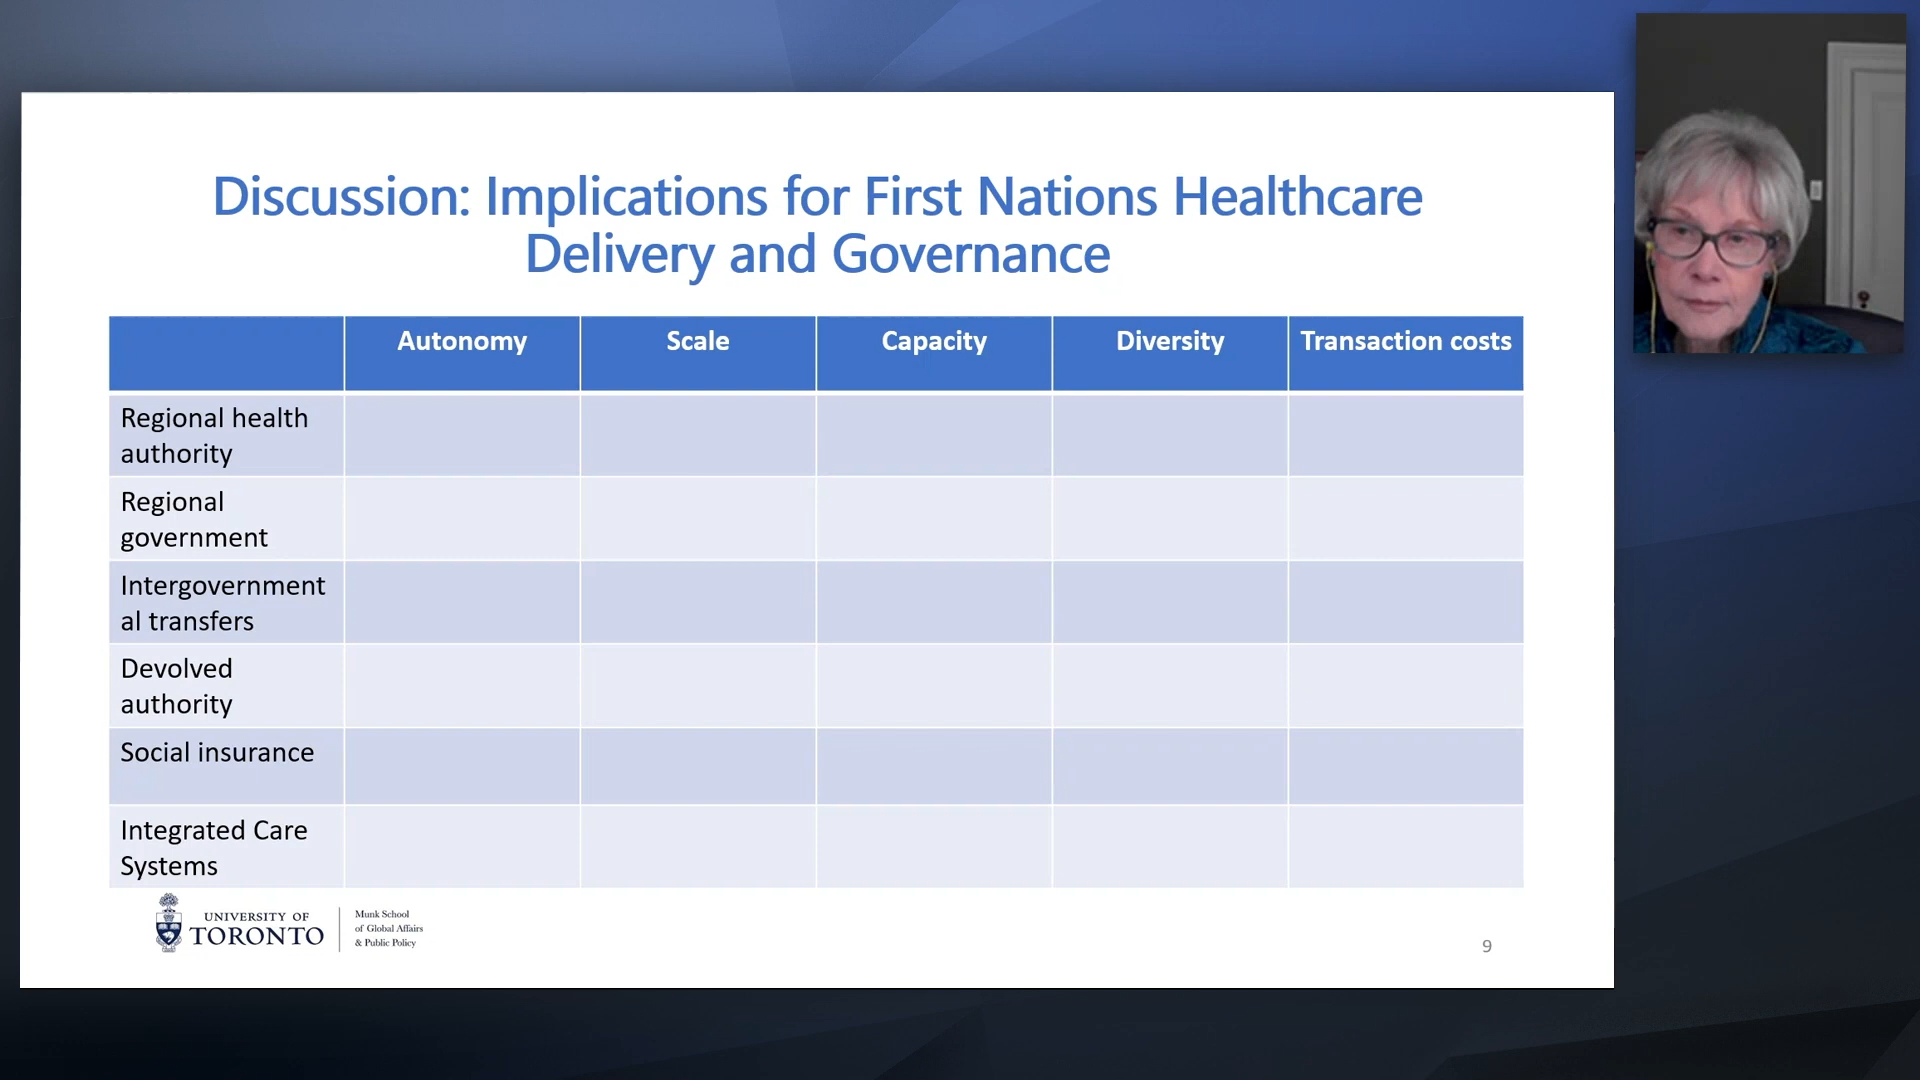 Discussion: Implications for First Nations Healthcare
Delivery and Governance
Autonomy
Scale
Capacity
Diversity
Transaction costs
Regional health
authority
Regional
government
Intergovernment
al transfers
Devolved
authority
Social insurance
Integrated Care
Systems
UNIVERSITY OF
TORONTO
Munk School
of Global Affairs
& Public Policy
9